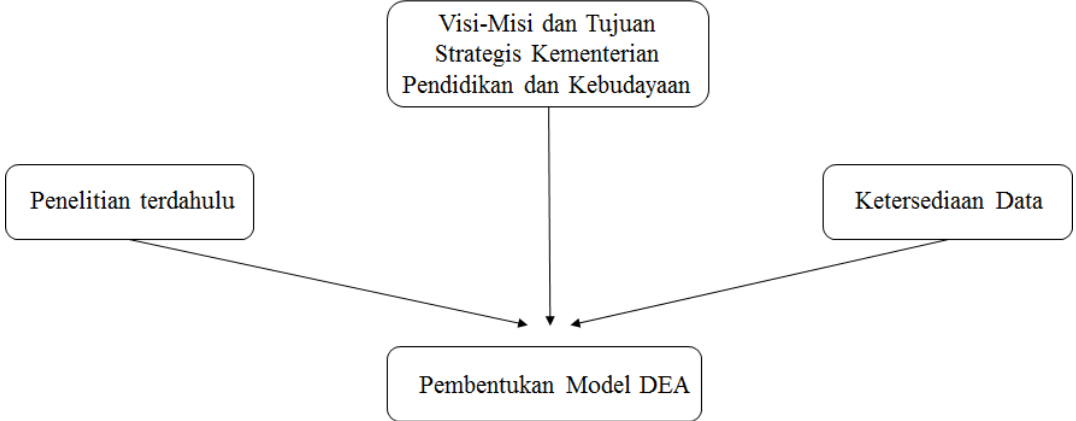 Visi-Misi dan Tujuan
Strategis Kementerian
Pendidikan dan Kebudayaan
Penelitian terdahulu
Ketersediaan Data
Pembentukan Model DEA